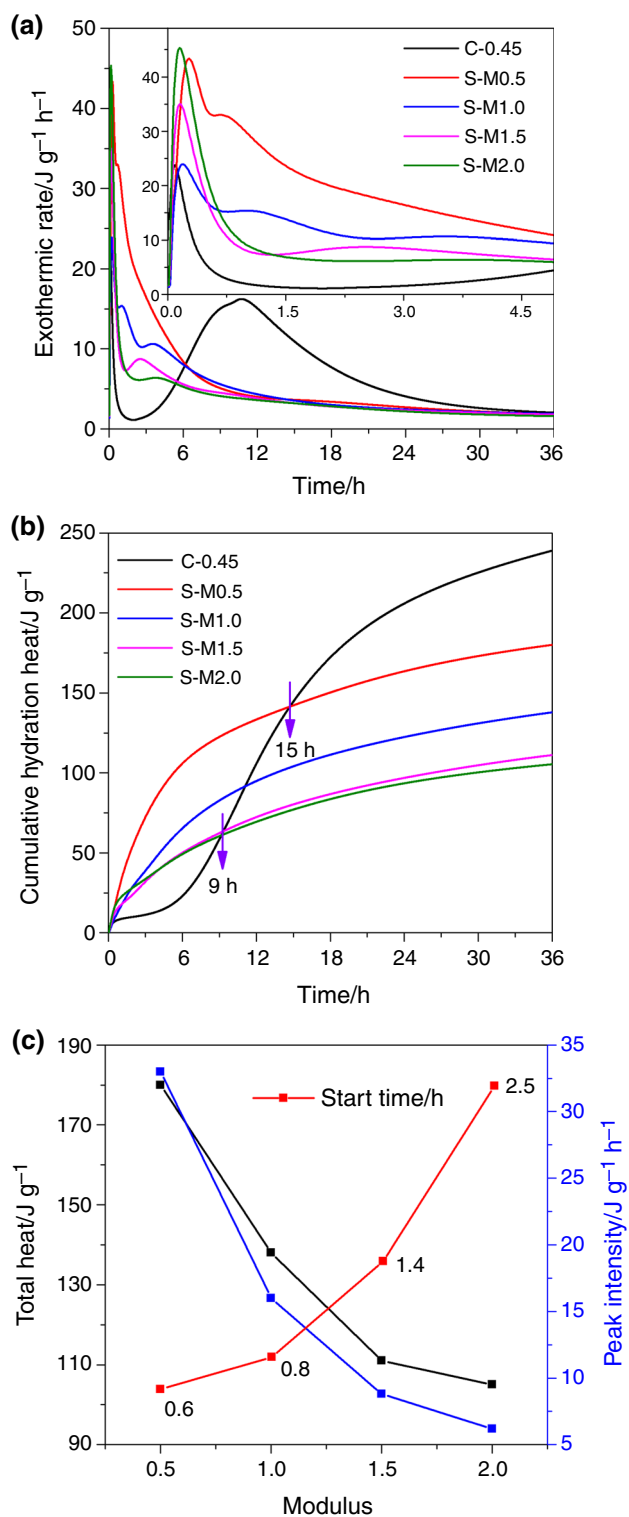 (a)
Exothermic rate/J g⁻¹ h⁻¹
50
40
30
20
10
0
45
40
35
30
25
20
15
10
5
0
0.0 1.5 3.0 4.5
C-0.45
S-M0.5
S-M1.0
S-M1.5
S-M2.0
0 6 12 18 24 30 36
Time/h
(b)
Cumulative hydration heat/J g⁻¹
250
200
150
100
50
0
C-0.45
S-M0.5
S-M1.0
S-M1.5
S-M2.0
15 h
9 h
0 6 12 18 24 30 36
Time/h
(c)
Total heat/J g⁻¹
190
170
150
130
110
90
Start time/h
2.5
1.4
0.8
0.6
35
30
25
20
15
10
5
Peak intensity/J g⁻¹ h⁻¹
0.5 1.0 1.5 2.0
Modulus